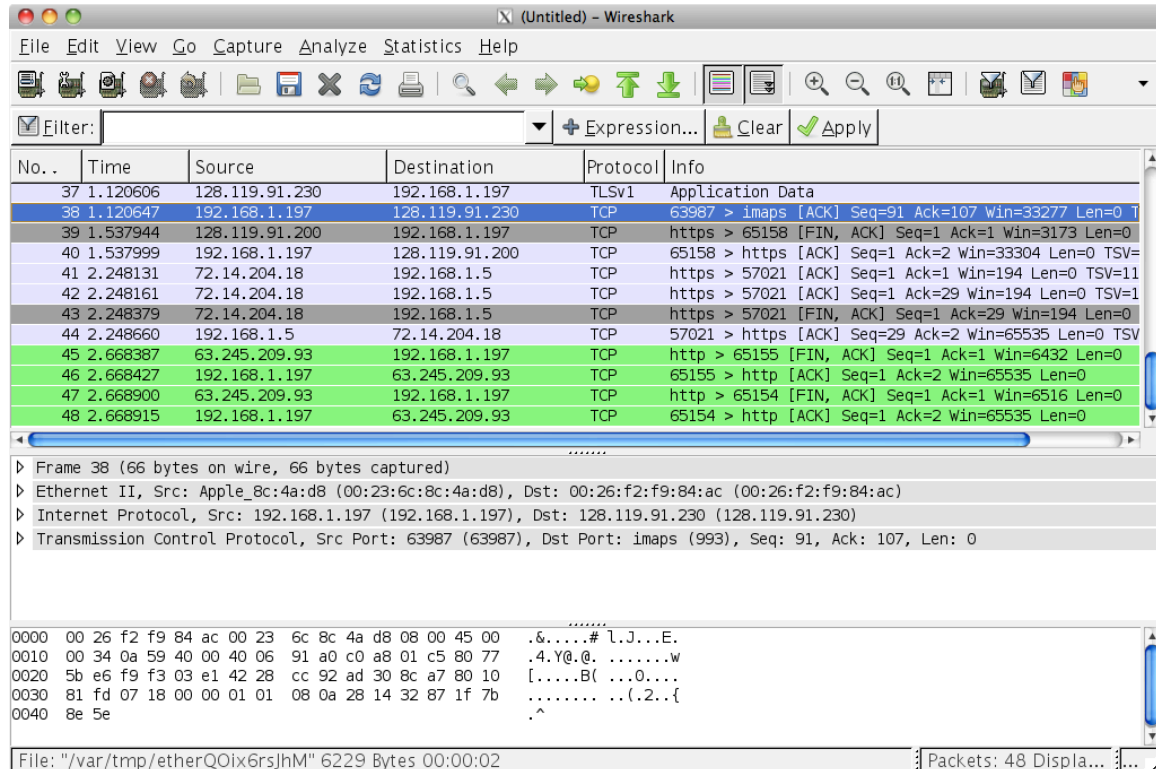 (Untitled) – Wireshark
File Edit View Go Capture Analyze Statistics Help
Filter: Expression... Clear Apply
No. . Time Source Destination Protocol Info
37 1.120606 128.119.91.230 192.168.1.197 TLSv1 Application Data
38 1.120647 192.168.1.197 128.119.91.230 TCP 63987 > imaps [ACK] Seq=91 Ack=107 Win=33277 Len=0 T
39 1.537944 128.119.91.200 192.168.1.197 TCP https > 65158 [FIN, ACK] Seq=1 Ack=1 Win=3173 Len=0
40 1.537999 192.168.1.197 128.119.91.200 TCP 65158 > https [ACK] Seq=1 Ack=2 Win=33304 Len=0 TSV=
41 2.248131 72.14.204.18 192.168.1.5 TCP https > 57021 [ACK] Seq=1 Ack=1 Win=194 Len=0 TSV=11
42 2.248161 72.14.204.18 192.168.1.5 TCP https > 57021 [ACK] Seq=1 Ack=29 Win=194 Len=0 TSV=1
43 2.248379 72.14.204.18 192.168.1.5 TCP https > 57021 [FIN, ACK] Seq=1 Ack=29 Win=194 Len=0
44 2.248660 192.168.1.5 72.14.204.18 TCP 57021 > https [ACK] Seq=29 Ack=2 Win=65535 Len=0 TSV
45 2.668387 63.245.209.93 192.168.1.197 TCP http > 65155 [FIN, ACK] Seq=1 Ack=1 Win=6432 Len=0
46 2.668427 192.168.1.197 63.245.209.93 TCP 65155 > http [ACK] Seq=1 Ack=2 Win=65535 Len=0
47 2.668900 63.245.209.93 192.168.1.197 TCP http > 65154 [FIN, ACK] Seq=1 Ack=1 Win=6516 Len=0
48 2.668915 192.168.1.197 63.245.209.93 TCP 65154 > http [ACK] Seq=1 Ack=2 Win=65535 Len=0
Frame 38 (66 bytes on wire, 66 bytes captured)
Ethernet II, Src: Apple_8c:4a:d8 (00:23:6c:8c:4a:d8), Dst: 00:26:f2:f9:84:ac (00:26:f2:f9:84:ac)
Internet Protocol, Src: 192.168.1.197 (192.168.1.197), Dst: 128.119.91.230 (128.119.91.230)
Transmission Control Protocol, Src Port: 63987 (63987), Dst Port: imaps (993), Seq: 91, Ack: 107, Len: 0
0000 00 26 f2 f9 84 ac 00 23 6c 8c 4a d8 08 00 45 00 .&.....# l.J...E.
0010 00 34 0a 59 40 00 40 06 91 a0 c0 a8 01 c5 80 77 .4.Y@.@. .......w
0020 5b e6 f9 f3 03 e1 42 28 cc 92 ad 30 8c a7 80 10 [.....B( ...0....
0030 81 fd 07 18 00 00 01 01 08 0a 28 14 32 87 1f 7b ........ ..(.2..{
0040 8e 5e .^
File: "/var/tmp/etherQOix6rsJhM" 6229 Bytes 00:00:02 Packets: 48 Displa... ...